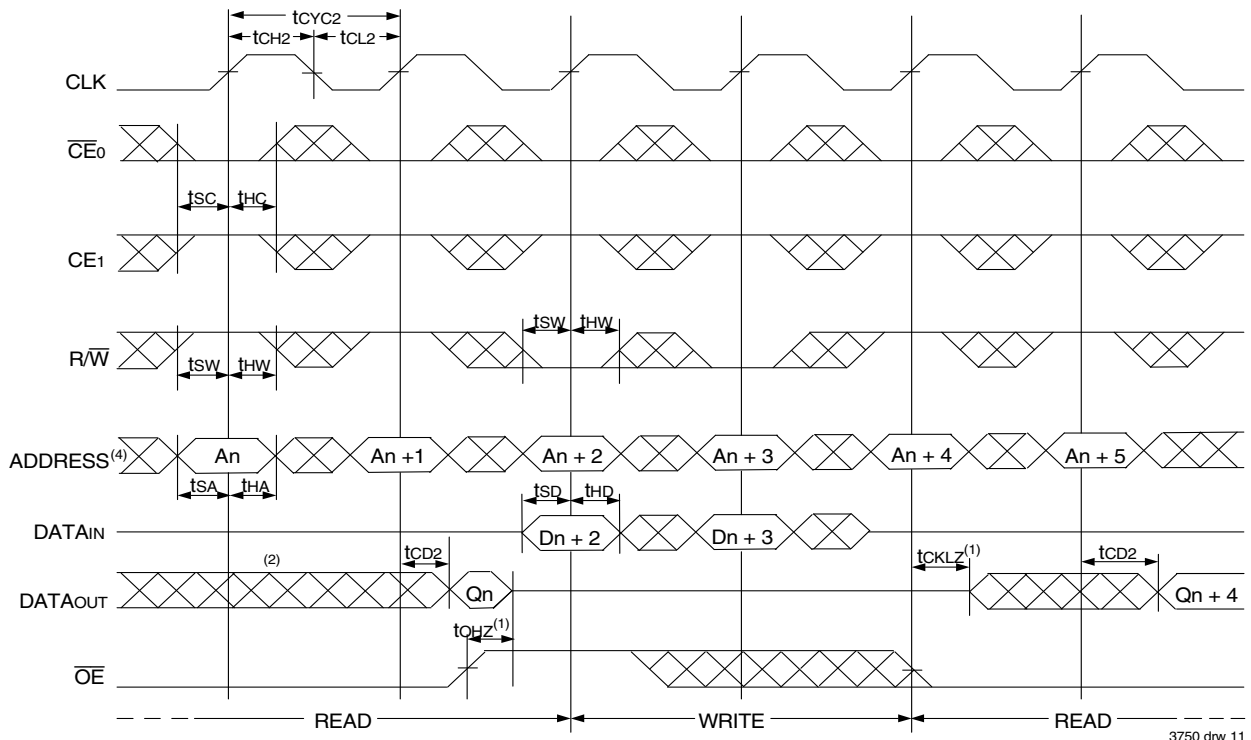 tCYC2
tCH2 tCL2
CLK
CE0
tSC tHC
CE1
tSW tHW
R/W
tSW tHW
ADDRESS(4) An An +1 An + 2 An + 3 An + 4 An + 5
tSA tHA tSD tHD
DATAIN Dn + 2 Dn + 3
(2) tCD2 tCKLZ(1) tCD2
DATAOUT Qn Qn + 4
tOHZ(1)
OE
READ WRITE READ
3750 drw 11